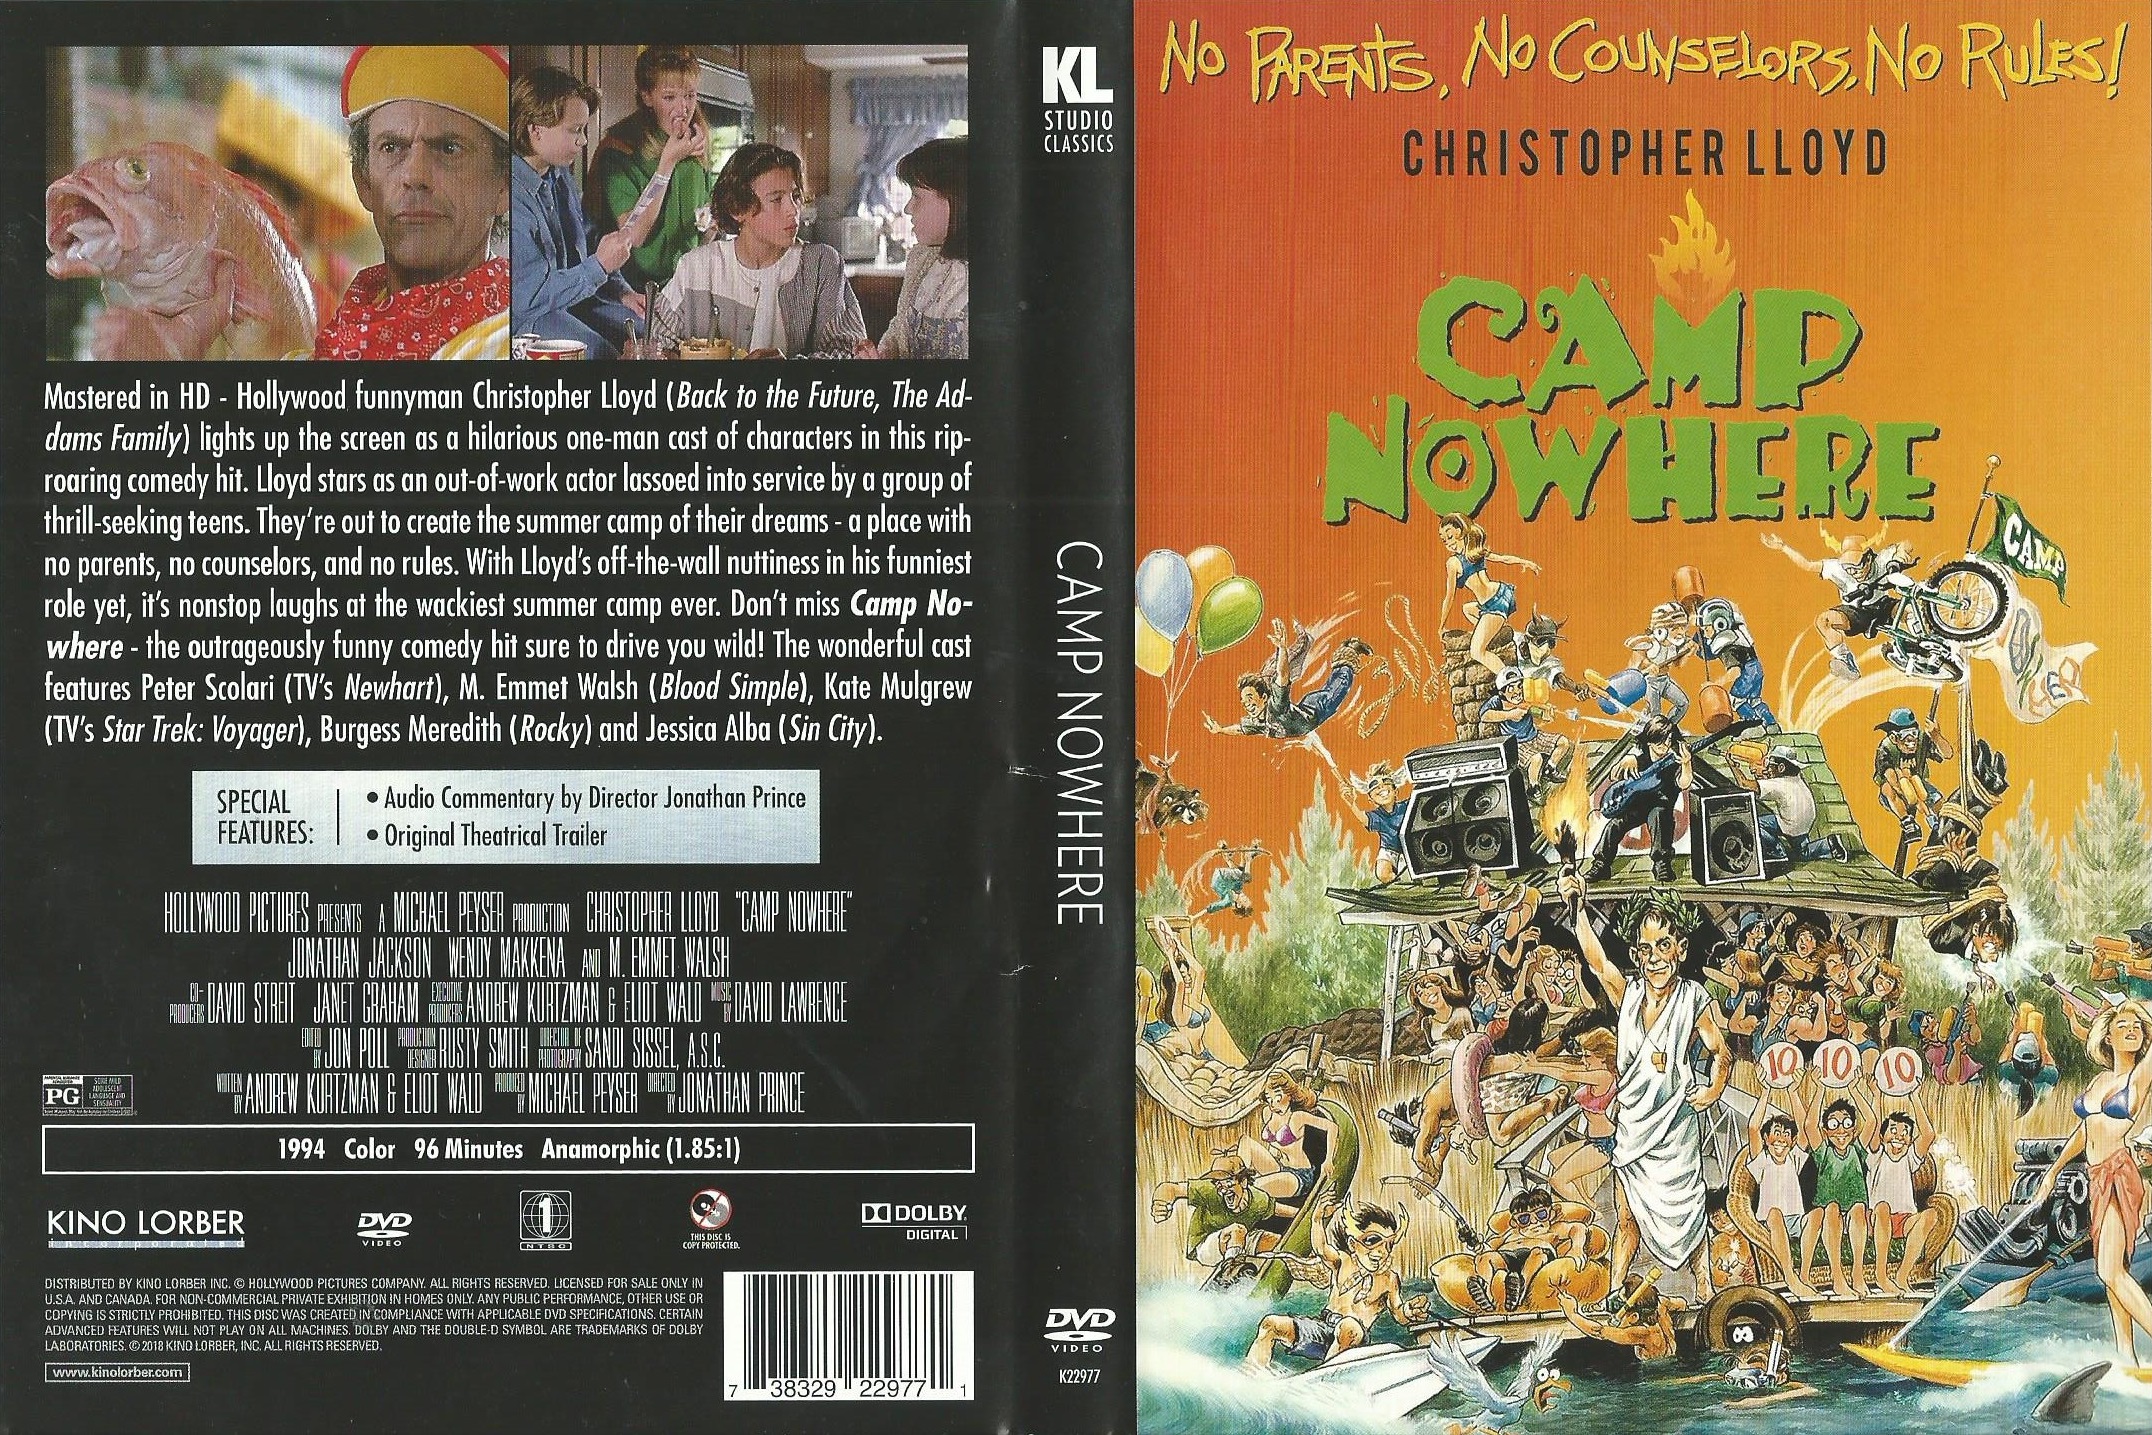 Mastered in HD - Hollywood funnyman Christopher Lloyd (Back to the Future, The Ad-
dams Family) lights up the screen as a hilarious one-man cast of characters in this rip-
roaring comedy hit. Lloyd stars as an out-of-work actor lassoed into service by a group of
thrill-seeking teens. They're out to create the summer camp of their dreams - a place with
no parents, no counselors, and no rules. With Lloyd's off-the-wall nuttiness in his funniest
role yet, it's nonstop laughs at the wackiest summer camp ever. Don't miss Camp No-
where - the outrageously funny comedy hit sure to drive you wild! The wonderful cast
features Peter Scolari (TV's Newhart), M. Emmet Walsh (Blood Simple), Kate Mulgrew
(TV's Star Trek: Voyager), Burgess Meredith (Rocky) and Jessica Alba (Sin City).
SPECIAL
FEATURES:
• Audio Commentary by Director Jonathan Prince
• Original Theatrical Trailer
HOLLYWOOD PICTURES PRESENTS A MICHAEL PEYSER PRODUCTION CHRISTOPHER LLOYD "CAMP NOWHERE"
JONATHAN JACKSON WENDY MAKKENA AND M. EMMET WALSH
CO-PRODUCERS DAVID STREIT JANET GRAHAM EXECUTIVE PRODUCERS ANDREW KURTZMAN & ELIOT WALD MUSIC BY DAVID LAWRENCE
EDITED BY JON POLL PRODUCTION DESIGNER RUSTY SMITH DIRECTOR OF PHOTOGRAPHY SANDI SISSEL, A.S.C.
WRITTEN BY ANDREW KURTZMAN & ELIOT WALD PRODUCED BY MICHAEL PEYSER DIRECTED BY JONATHAN PRINCE
PARENTAL GUIDANCE SUGGESTED
PG
SOME MILD
ADOLESCENT
LANGUAGE AND
SENSUALITY
1994 Color 96 Minutes Anamorphic (1.85:1)
KINO LORBER
incorporated
DVD
VIDEO
1
NTSC
THIS DISC IS
COPY PROTECTED.
DOLBY
DIGITAL
DISTRIBUTED BY KINO LORBER INC. © HOLLYWOOD PICTURES COMPANY. ALL RIGHTS RESERVED. LICENSED FOR SALE ONLY IN
U.S.A. AND CANADA. FOR NON-COMMERCIAL PRIVATE EXHIBITION IN HOMES ONLY. ANY PUBLIC PERFORMANCE, OTHER USE OR
COPYING IS STRICTLY PROHIBITED. THIS DISC WAS CREATED IN COMPLIANCE WITH APPLICABLE DVD SPECIFICATIONS. CERTAIN
ADVANCED FEATURES WILL NOT PLAY ON ALL MACHINES. DOLBY AND THE DOUBLE-D SYMBOL ARE TRADEMARKS OF DOLBY
LABORATORIES. © 2018 KINO LORBER, INC. ALL RIGHTS RESERVED.
www.kinolorber.com
7 38329 22977 1
KL
STUDIO
CLASSICS
CAMP NOWHERE
DVD
VIDEO
K22977
NO PARENTS, NO COUNSELORS, NO RULES!
CHRISTOPHER LLOYD
CAMP
NOWHERE
CAMP
10 10 10